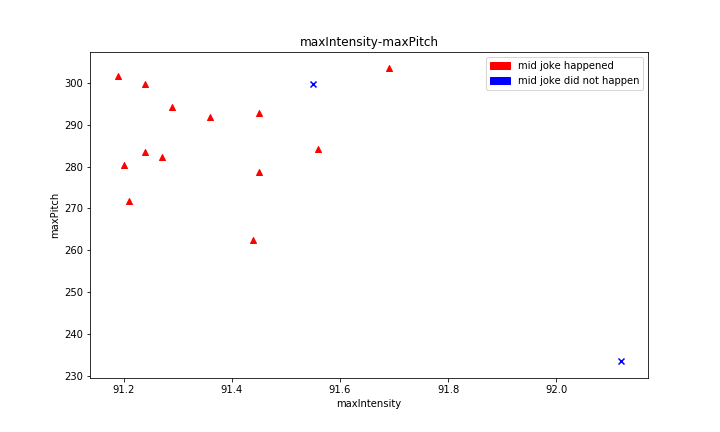 maxIntensity-maxPitch
mid joke happened
mid joke did not happen
maxPitch
300
290
280
270
260
250
240
230
91.2 91.4 91.6 91.8 92.0
maxIntensity